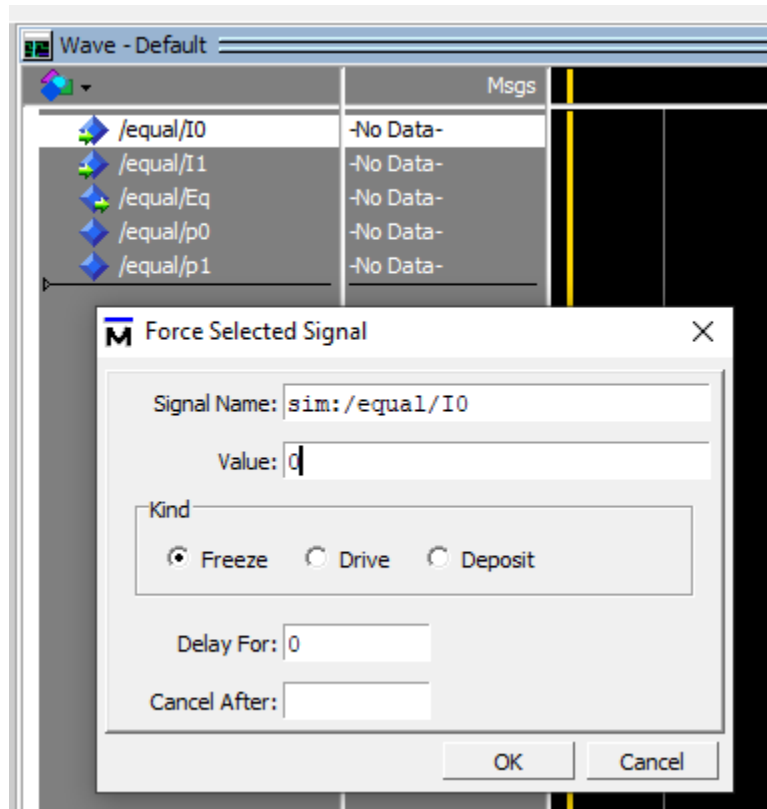 Wave - Default
Msgs
/equal/I0 -No Data-
/equal/I1 -No Data-
/equal/Eq -No Data-
/equal/p0 -No Data-
/equal/p1 -No Data-
M Force Selected Signal
Signal Name: sim:/equal/I0
Value: 0
Kind
Freeze Drive Deposit
Delay For: 0
Cancel After:
OK Cancel